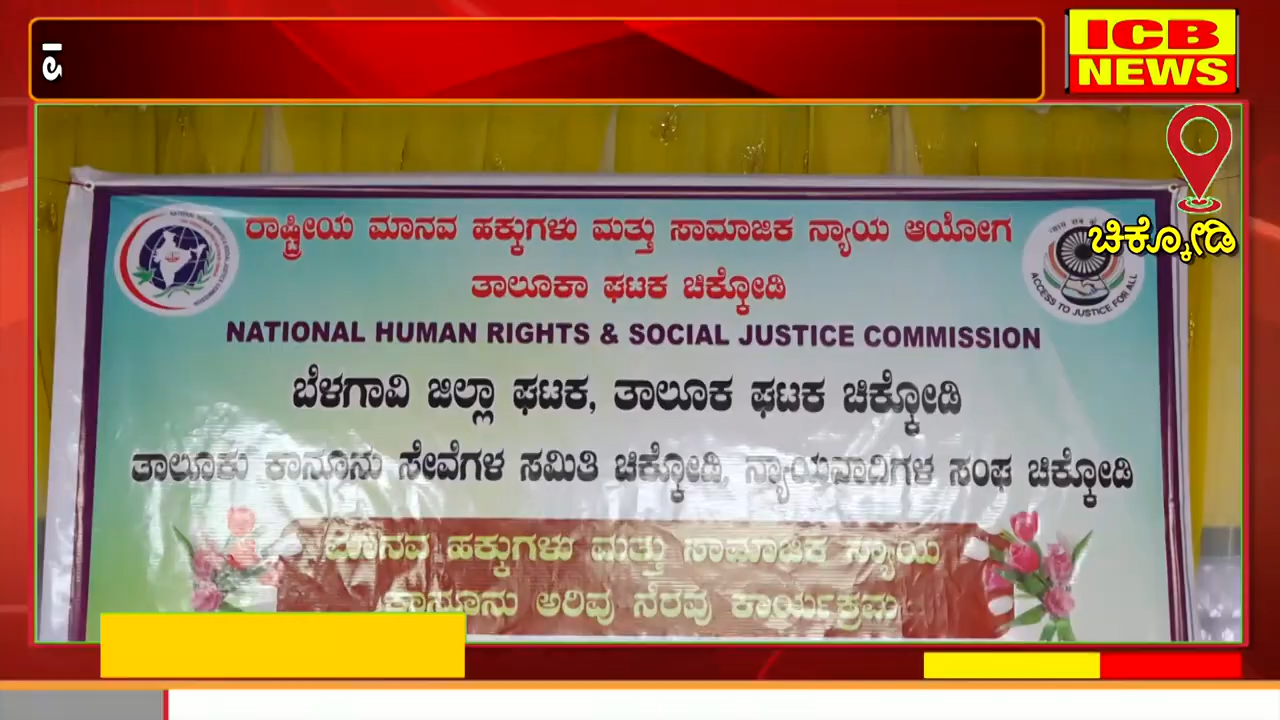 ICB
NEWS
ಚಿಕ್ಕೋಡಿ
ರಾಷ್ಟ್ರೀಯ ಮಾನವ ಹಕ್ಕುಗಳು ಮತ್ತು ಸಾಮಾಜಿಕ ನ್ಯಾಯ ಆಯೋಗ
ತಾಲೂಕಾ ಘಟಕ ಚಿಕ್ಕೋಡಿ
NATIONAL HUMAN RIGHTS & SOCIAL JUSTICE COMMISSION
ACCESS TO JUSTICE FOR ALL
ಬೆಳಗಾವಿ ಜಿಲ್ಲಾ ಘಟಕ, ತಾಲೂಕ ಘಟಕ ಚಿಕ್ಕೋಡಿ
ತಾಲೂಕು ಕಾನೂನು ಸೇವೆಗಳ ಸಮಿತಿ ಚಿಕ್ಕೋಡಿ, ನ್ಯಾಯವಾದಿಗಳ ಸಂಘ ಚಿಕ್ಕೋಡಿ
ಮಾನವ ಹಕ್ಕುಗಳು ಮತ್ತು ಸಾಮಾಜಿಕ ನ್ಯಾಯ
ಕಾನೂನು ಅರಿವು ನೆರವು ಕಾರ್ಯಕ್ರಮ